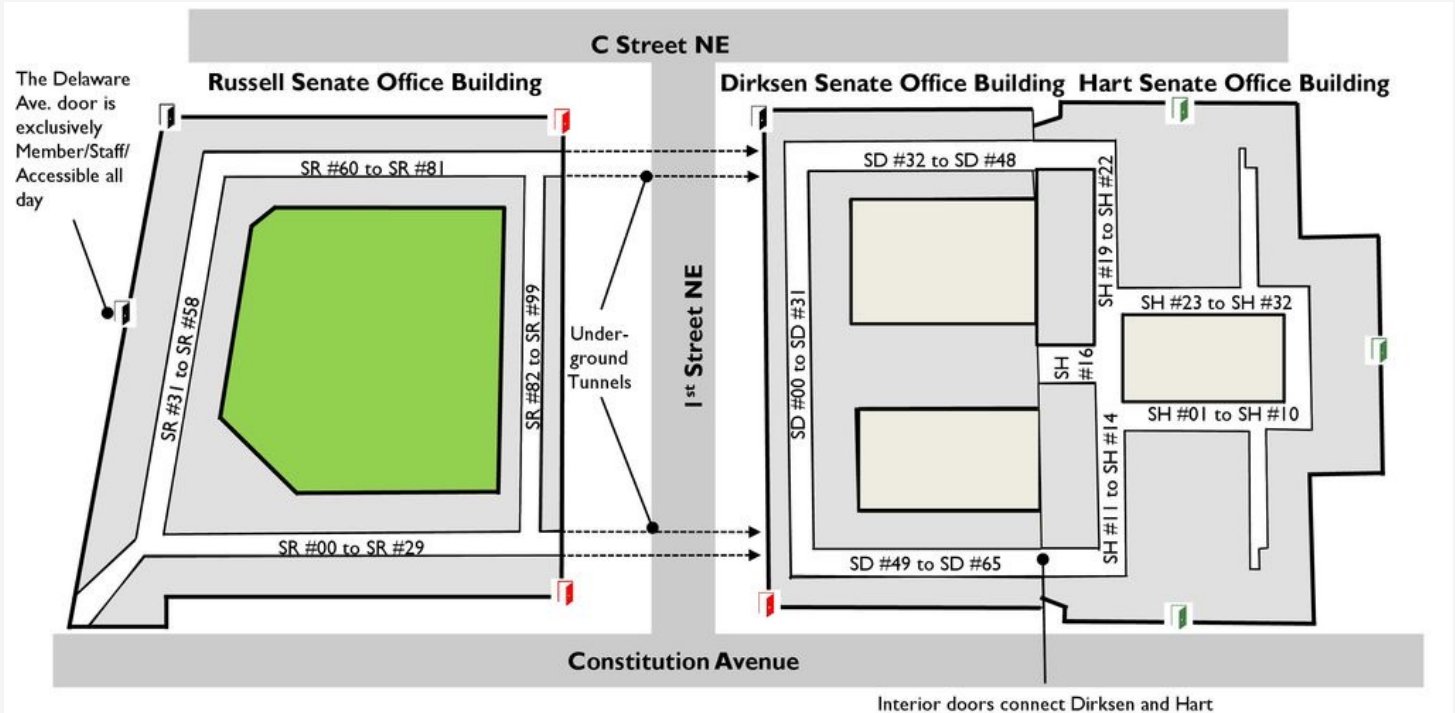 C Street NE
The Delaware
Ave. door is
exclusively
Member/Staff/
Accessible all
day
Russell Senate Office Building
Dirksen Senate Office Building
Hart Senate Office Building
SR #60 to SR #81
SR #31 to SR #58
SR #82 to SR #99
SR #00 to SR #29
Under-
ground
Tunnels
1st Street NE
SD #32 to SD #48
SD #00 to SD #31
SD #49 to SD #65
SH #19 to SH #22
SH #23 to SH #32
SH
#16
SH #01 to SH #10
SH #11 to SH #14
Constitution Avenue
Interior doors connect Dirksen and Hart